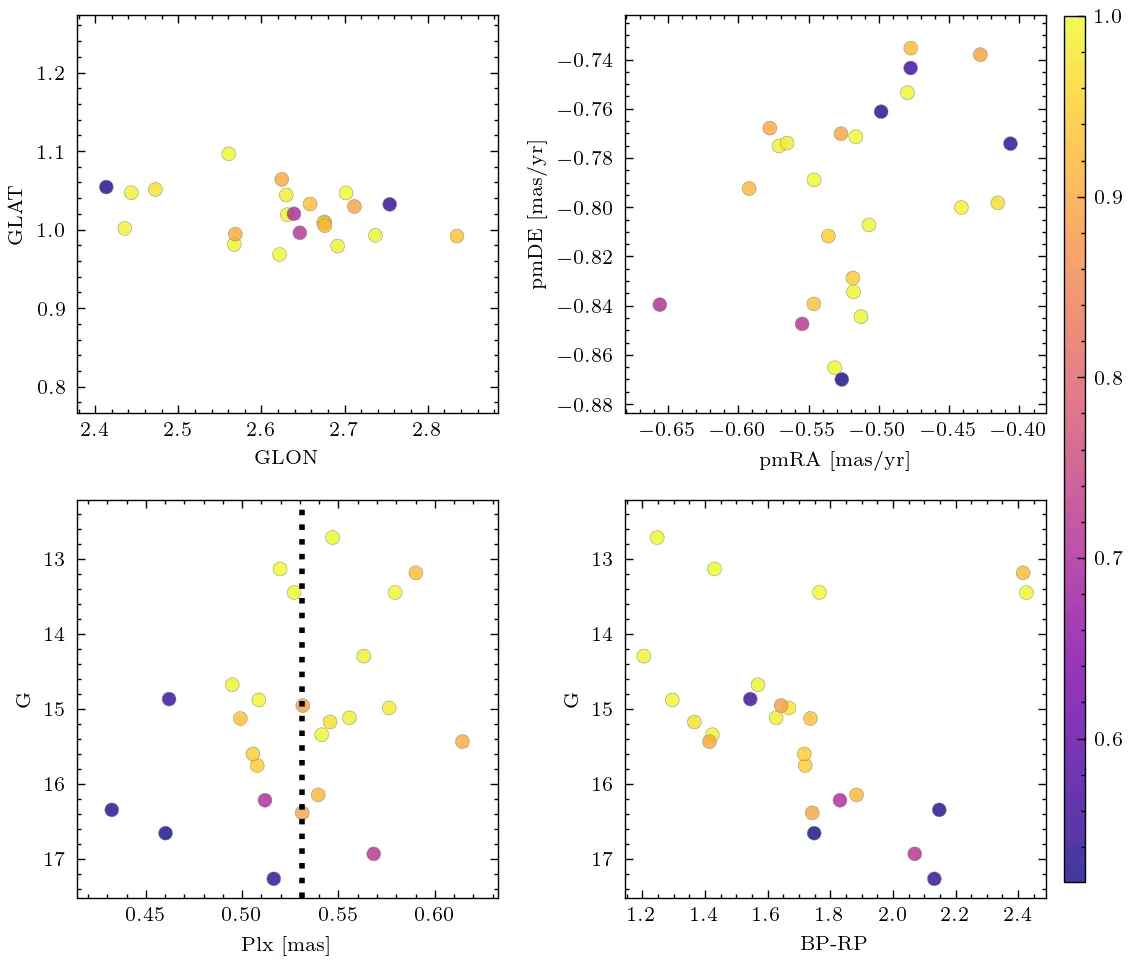 1.2
1.1
1.0
0.9
0.8
GLAT
2.4 2.5 2.6 2.7 2.8
GLON
−0.74
−0.76
−0.78
−0.80
−0.82
−0.84
−0.86
−0.88
pmDE [mas/yr]
−0.65 −0.60 −0.55 −0.50 −0.45 −0.40
pmRA [mas/yr]
1.0
0.9
0.8
0.7
0.6
13
14
15
16
17
G
0.45 0.50 0.55 0.60
Plx [mas]
13
14
15
16
17
G
1.2 1.4 1.6 1.8 2.0 2.2 2.4
BP-RP